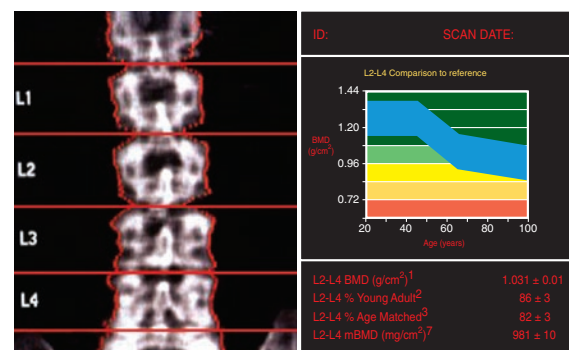 L1
L2
L3
L4
ID: SCAN DATE:
L2-L4 Comparison to reference
1.44
1.20
0.96
0.72
BMD
(g/cm²)
20 40 60 80 100
Age (years)
L2-L4 BMD (g/cm²)¹ 1.031 ± 0.01
L2-L4 % Young Adult² 86 ± 3
L2-L4 % Age Matched³ 82 ± 3
L2-L4 mBMD (mg/cm²)⁷ 981 ± 10